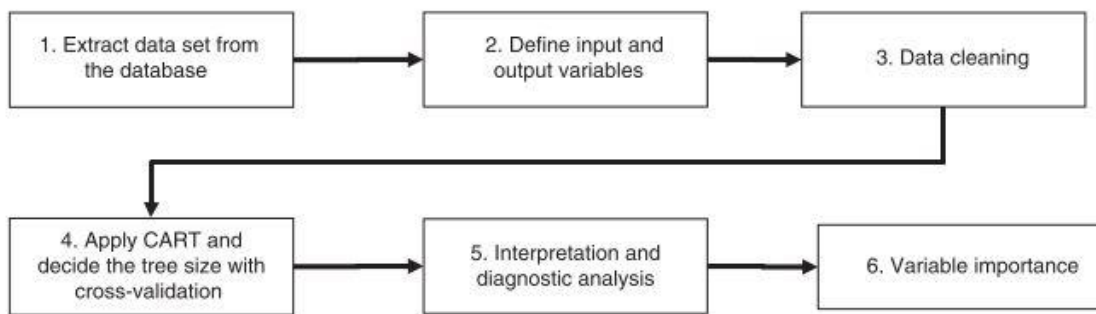 1. Extract data set from
the database
2. Define input and
output variables
3. Data cleaning
4. Apply CART and
decide the tree size with
cross-validation
5. Interpretation and
diagnostic analysis
6. Variable importance